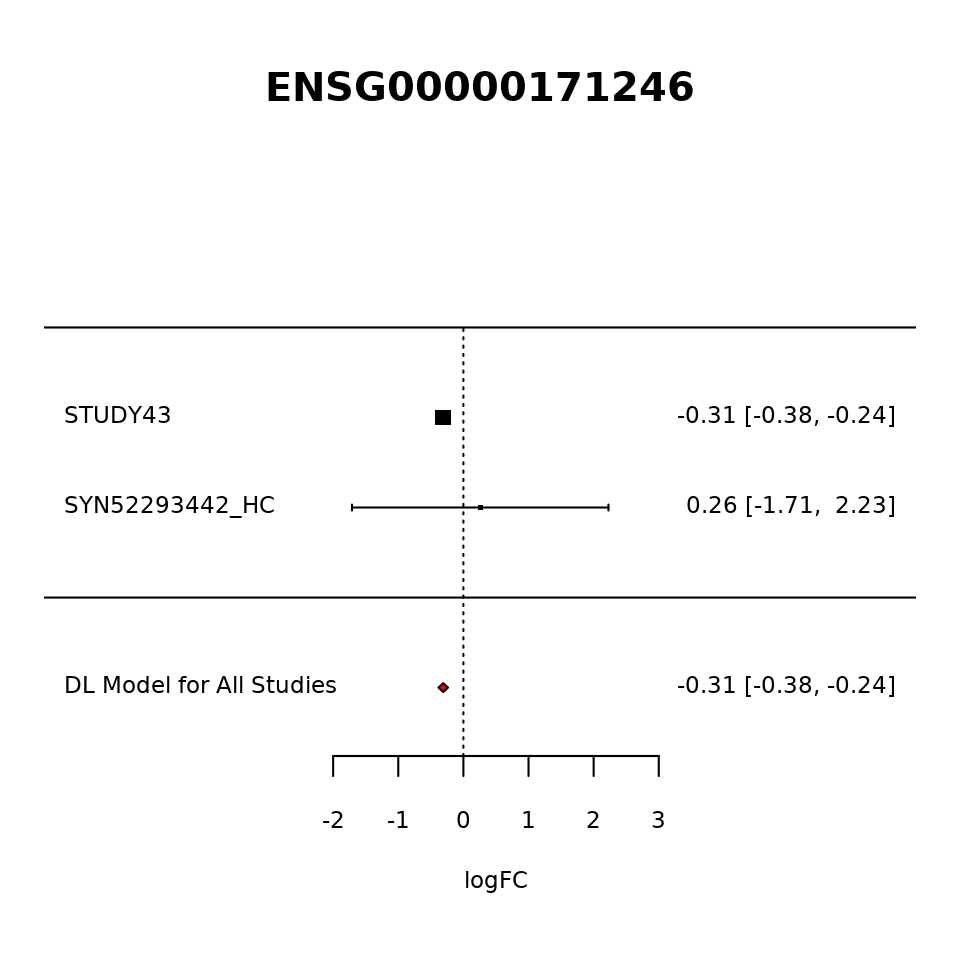 ENSG00000171246
STUDY43 -0.31 [-0.38, -0.24]
SYN52293442_HC 0.26 [-1.71, 2.23]
DL Model for All Studies -0.31 [-0.38, -0.24]
-2 -1 0 1 2 3
logFC